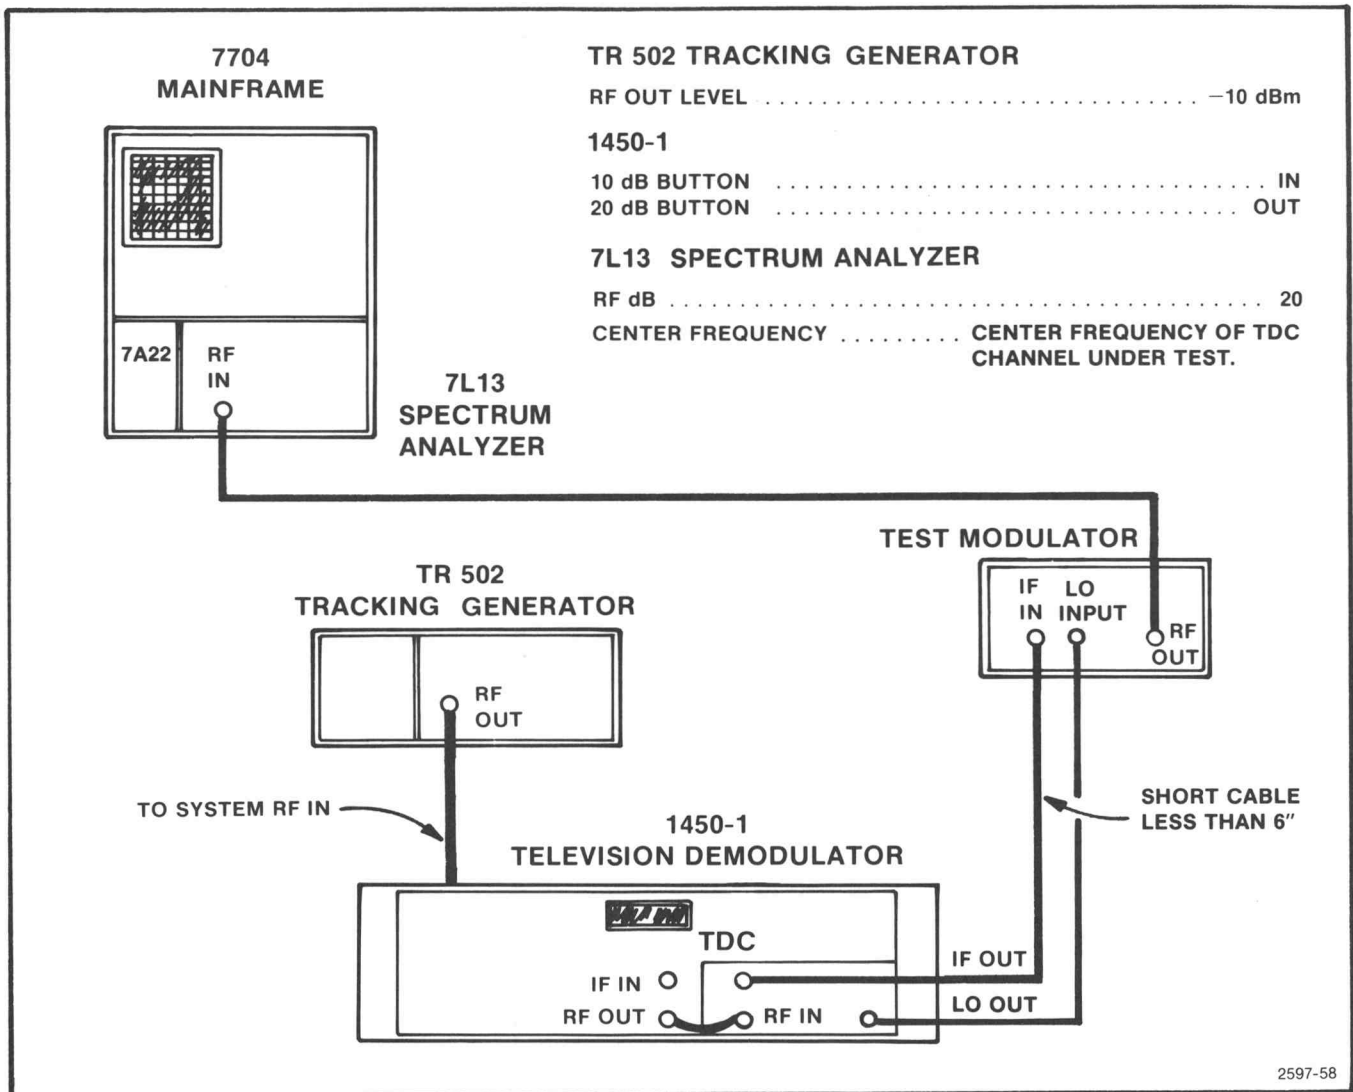 7704
MAINFRAME
TR 502 TRACKING GENERATOR
RF OUT LEVEL . . . . . . . . . . . . . . . . . . . . . . . . . . . . . . . . −10 dBm
1450-1
10 dB BUTTON . . . . . . . . . . . . . . . . . . . . . . . . . . . . . . . . . . . . IN
20 dB BUTTON . . . . . . . . . . . . . . . . . . . . . . . . . . . . . . . . . . OUT
7L13 SPECTRUM ANALYZER
RF dB . . . . . . . . . . . . . . . . . . . . . . . . . . . . . . . . . . . . . . . . . . . 20
CENTER FREQUENCY . . . . . . . . . CENTER FREQUENCY OF TDC
CHANNEL UNDER TEST.
7A22
RF
IN
7L13
SPECTRUM
ANALYZER
TEST MODULATOR
IF
IN
LO
INPUT
RF
OUT
TR 502
TRACKING GENERATOR
RF
OUT
TO SYSTEM RF IN
SHORT CABLE
LESS THAN 6″
1450-1
TELEVISION DEMODULATOR
TDC
IF IN
IF OUT
RF OUT
RF IN
LO OUT
2597-58